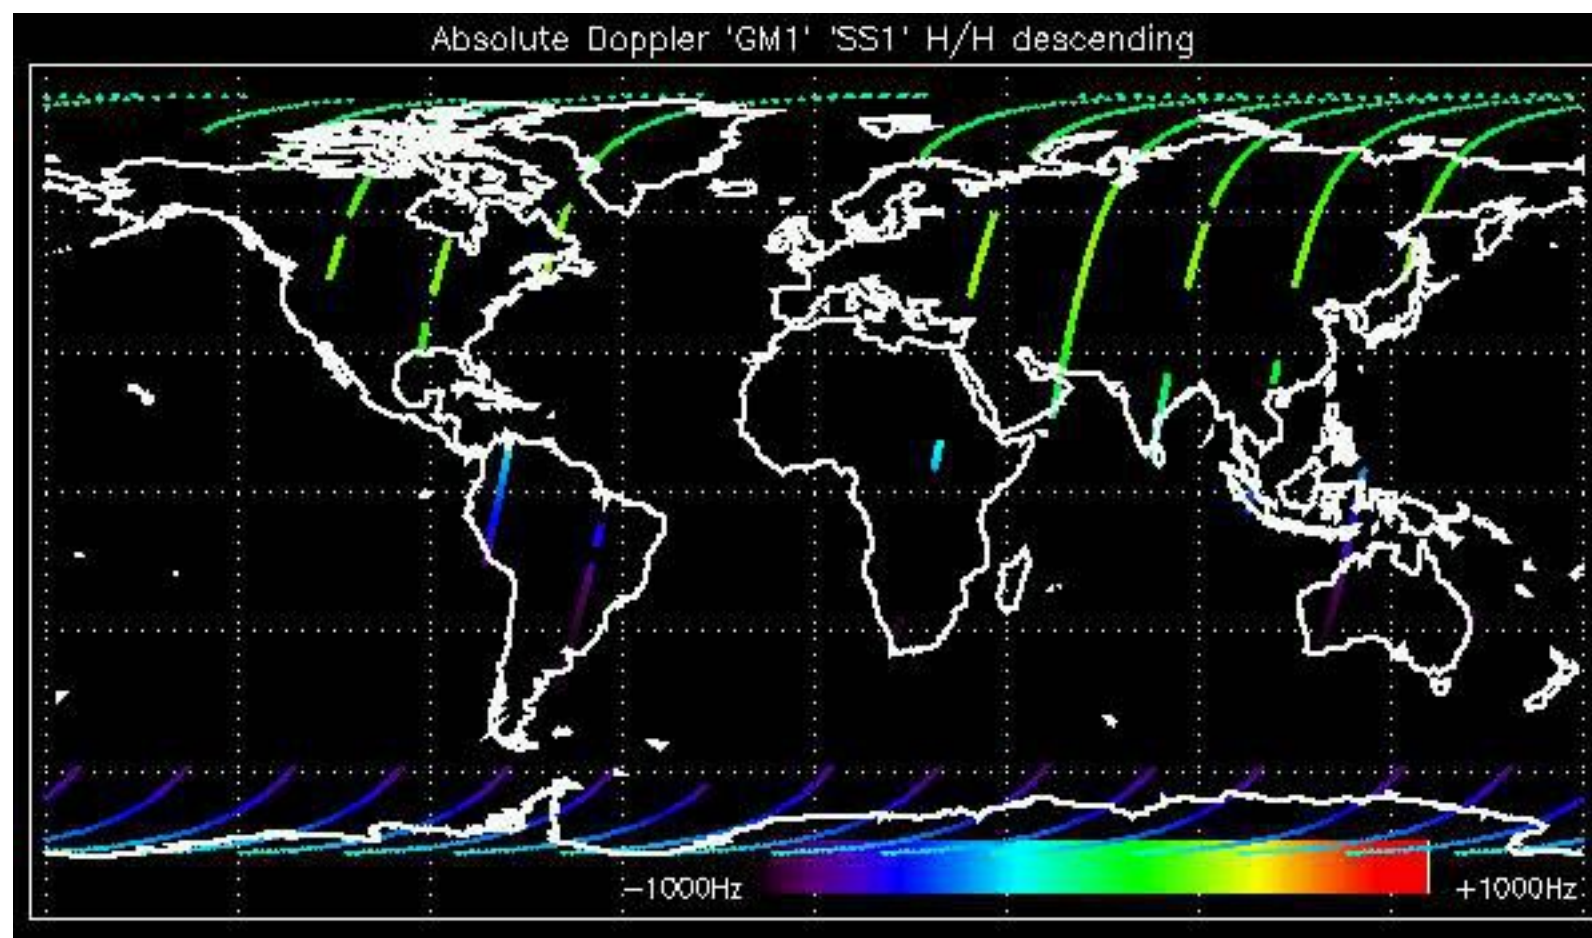 Absolute Doppler 'GM1' 'SS1' H/H descending
−1000Hz
+1000Hz